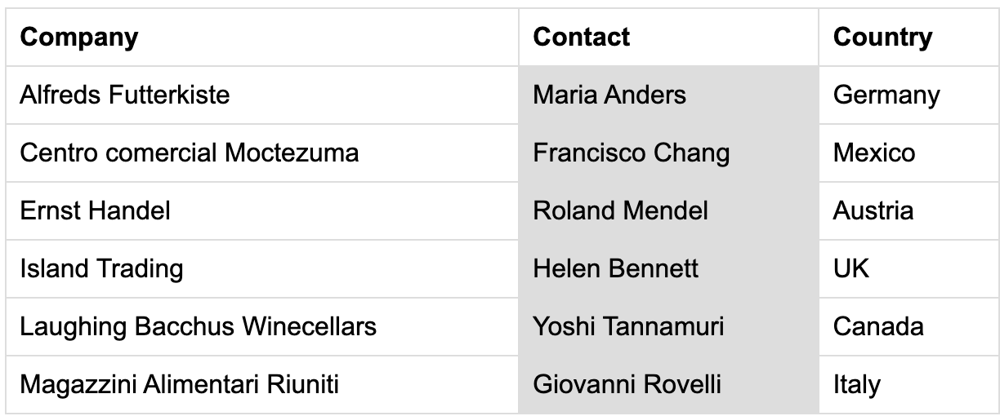 Company Contact Country
Alfreds Futterkiste Maria Anders Germany
Centro comercial Moctezuma Francisco Chang Mexico
Ernst Handel Roland Mendel Austria
Island Trading Helen Bennett UK
Laughing Bacchus Winecellars Yoshi Tannamuri Canada
Magazzini Alimentari Riuniti Giovanni Rovelli Italy